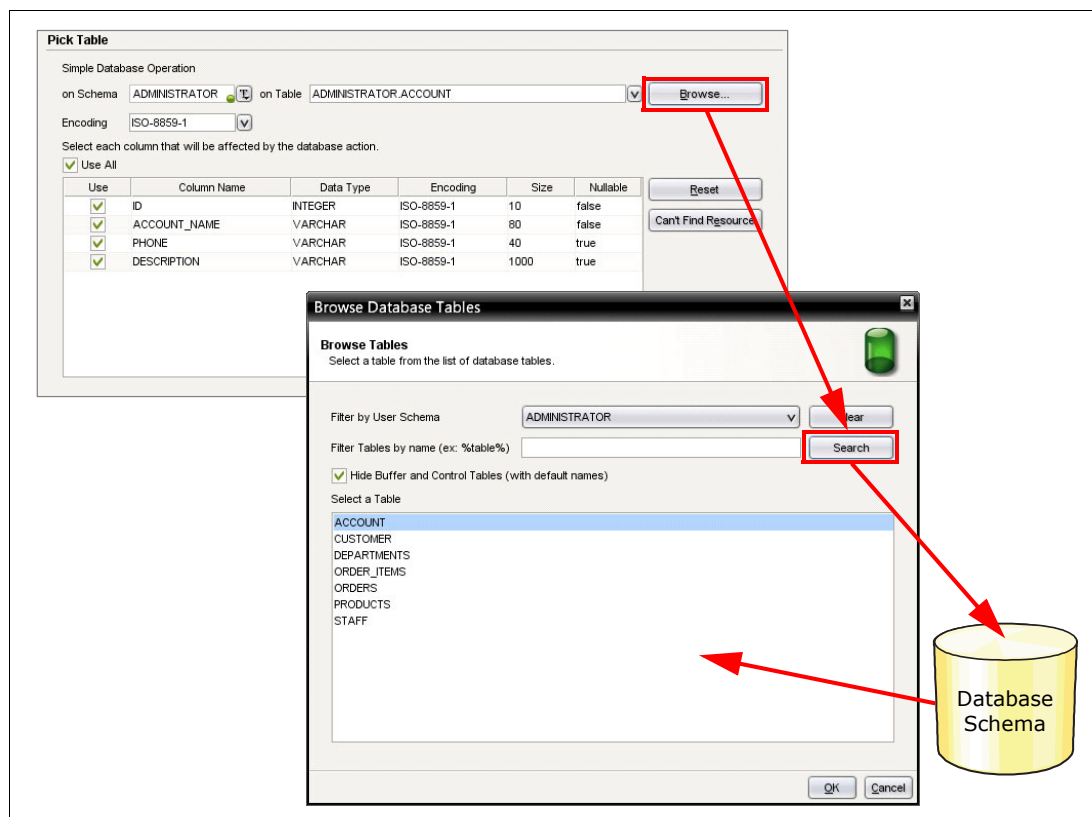 Pick Table
Simple Database Operation
on Schema ADMINISTRATOR T on Table ADMINISTRATOR.ACCOUNT Browse...
Encoding ISO-8859-1
Select each column that will be affected by the database action.
Use All
Use Column Name Data Type Encoding Size Nullable Reset
ID INTEGER ISO-8859-1 10 false
ACCOUNT_NAME VARCHAR ISO-8859-1 80 false Can't Find Resource
PHONE VARCHAR ISO-8859-1 40 true
DESCRIPTION VARCHAR ISO-8859-1 1000 true
Browse Database Tables
Browse Tables
Select a table from the list of database tables.
Filter by User Schema ADMINISTRATOR
Filter Tables by name (ex: %table%) Search
Hide Buffer and Control Tables (with default names)
Select a Table
ACCOUNT
CUSTOMER
DEPARTMENTS
ORDER_ITEMS
ORDERS
PRODUCTS
STAFF
Database
Schema
OK Cancel